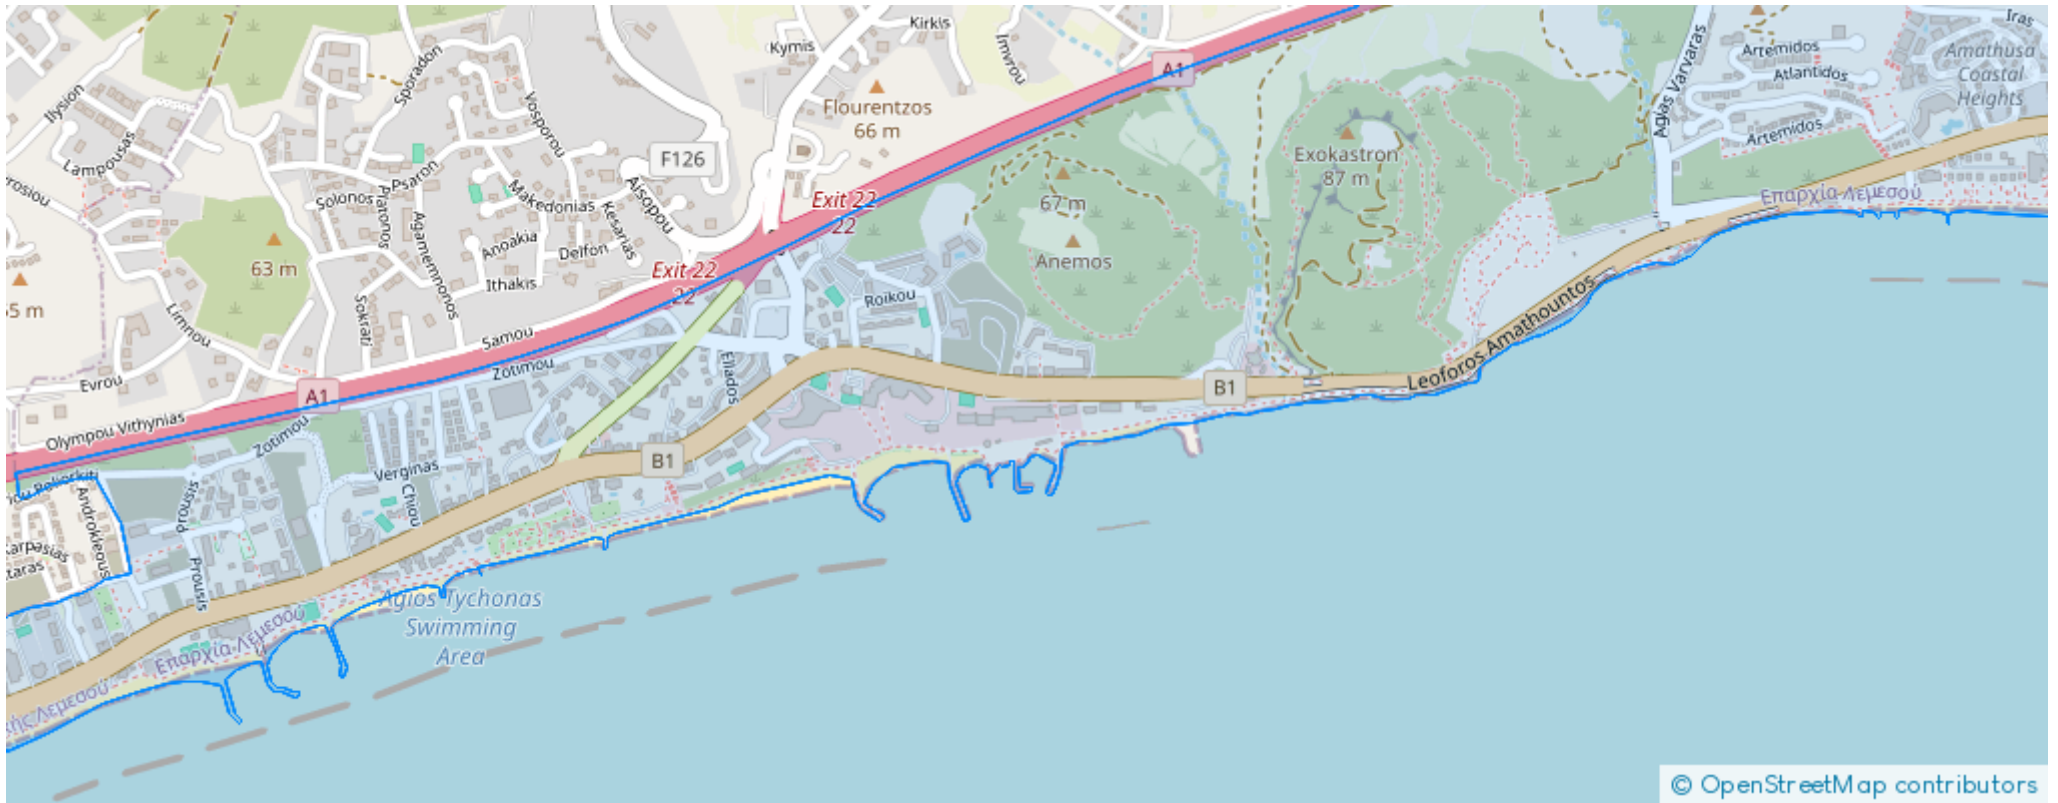 Kirkis
Kymis
Imvrou
A1
Iras
Artemidos
Amathusa
Coastal
Heights
Atlantidos
Artemidos
Agias Varvaras
Sporadon
Ilysion
Vosporou
Flourentzos
66 m
F126
Lampousas
Exokastron
87 m
Psaron
Solonos
Platonos
Makedonias
Aisopou
Kesarias
Agamemnonos
Exit 22
22
67 m
Επαρχία Λεμεσού
Anoakia
Delfon
63 m
Anemos
Exit 22
22
Ithakis
Roikou
Sokrati
Limnou
Samou
Zotimou
Eliados
Leoforos Amathountos
Evrou
A1
B1
Olympou Vithynias
Zotimou
B1
Verginas
Chiou
Prousis
Androkleous
Karpasias
Prousis
Agios Tychonas
Swimming
Area
Επαρχία Λεμεσού
Λεμεσού
© OpenStreetMap contributors